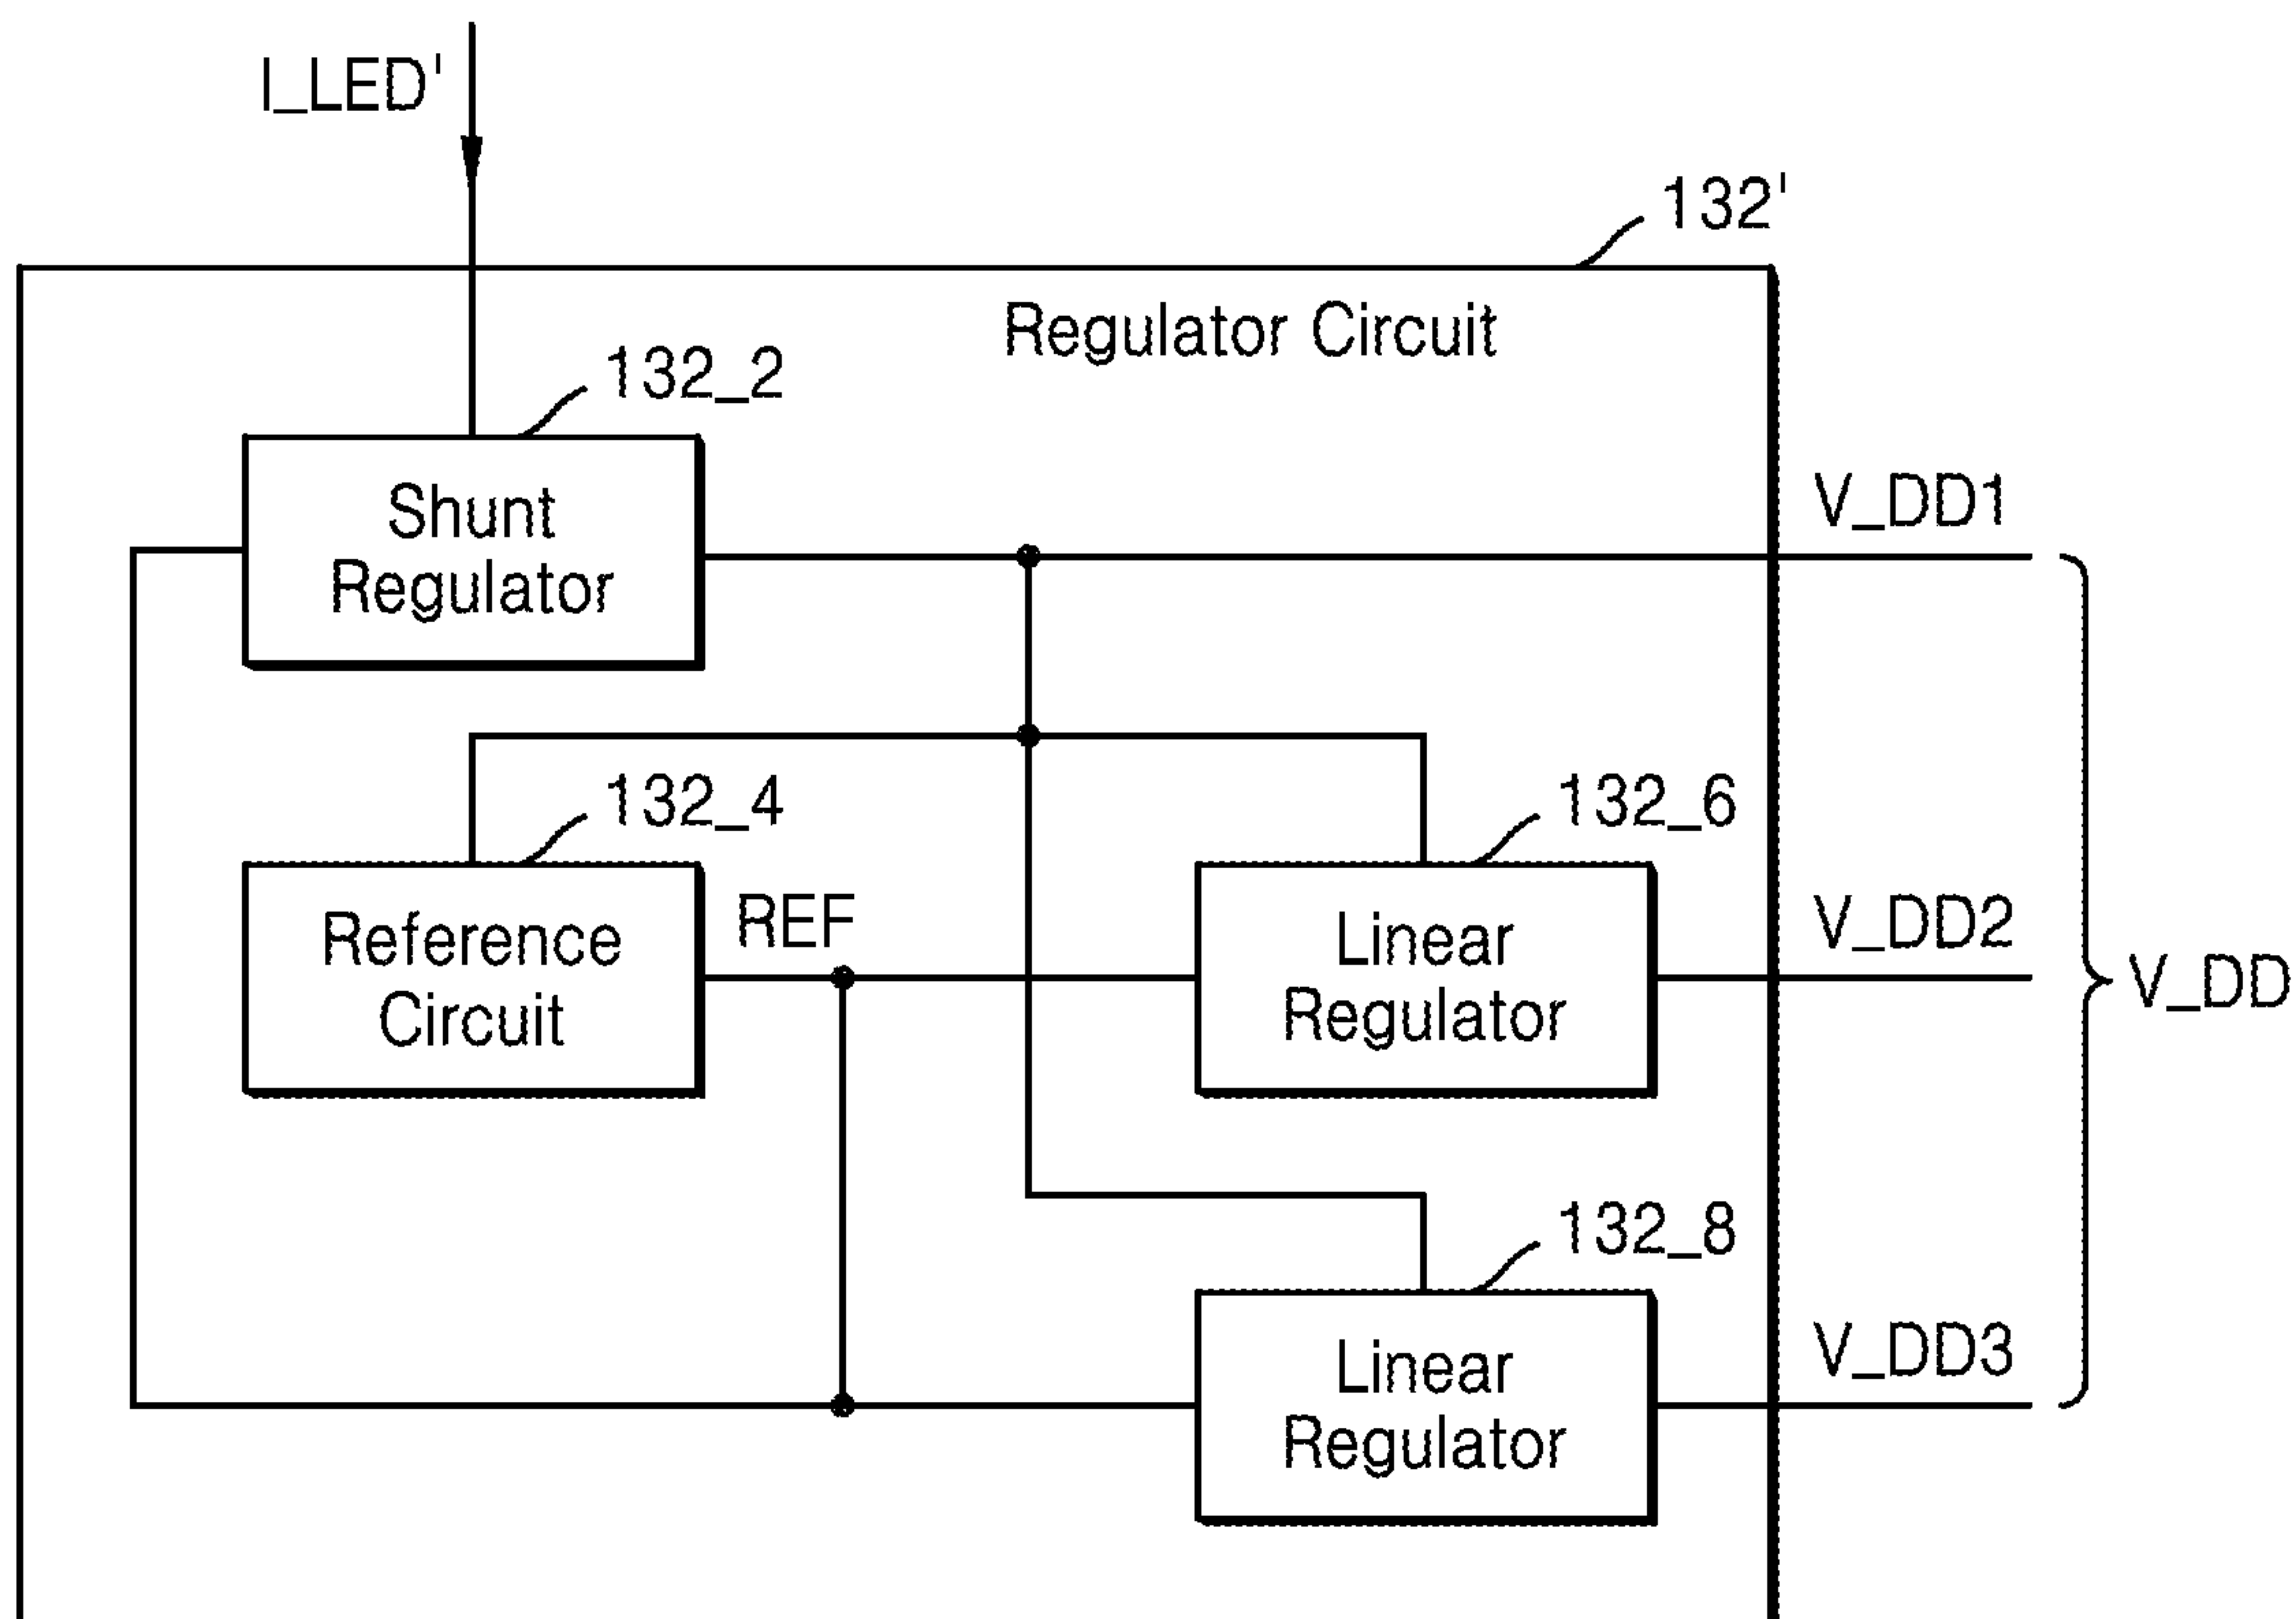 I_LED'
132'
Regulator Circuit
132_2
Shunt
Regulator
V_DD1
132_4
132_6
Reference
Circuit
REF
Linear
Regulator
V_DD2
V_DD
132_8
Linear
Regulator
V_DD3